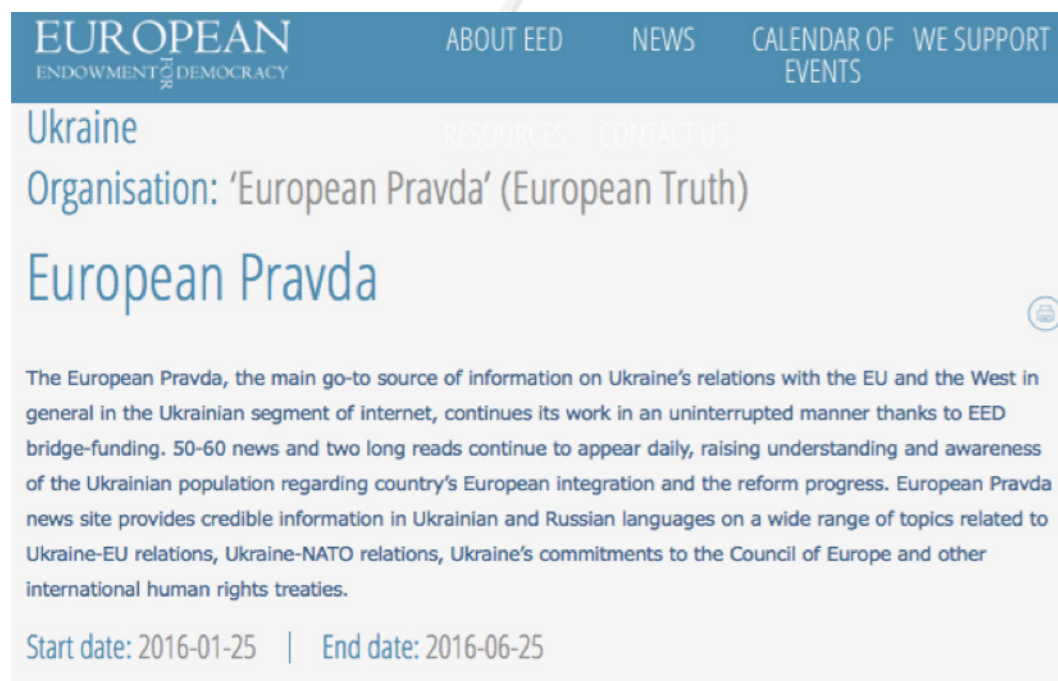 EUROPEAN
ENDOWMENT FOR DEMOCRACY
ABOUT EED
NEWS
CALENDAR OF EVENTS
WE SUPPORT
RESOURCES
CONTACT US
Ukraine
Organisation: ‘European Pravda’ (European Truth)
European Pravda
The European Pravda, the main go-to source of information on Ukraine’s relations with the EU and the West in
general in the Ukrainian segment of internet, continues its work in an uninterrupted manner thanks to EED
bridge-funding. 50-60 news and two long reads continue to appear daily, raising understanding and awareness
of the Ukrainian population regarding country’s European integration and the reform progress. European Pravda
news site provides credible information in Ukrainian and Russian languages on a wide range of topics related to
Ukraine-EU relations, Ukraine-NATO relations, Ukraine’s commitments to the Council of Europe and other
international human rights treaties.
Start date: 2016-01-25 | End date: 2016-06-25